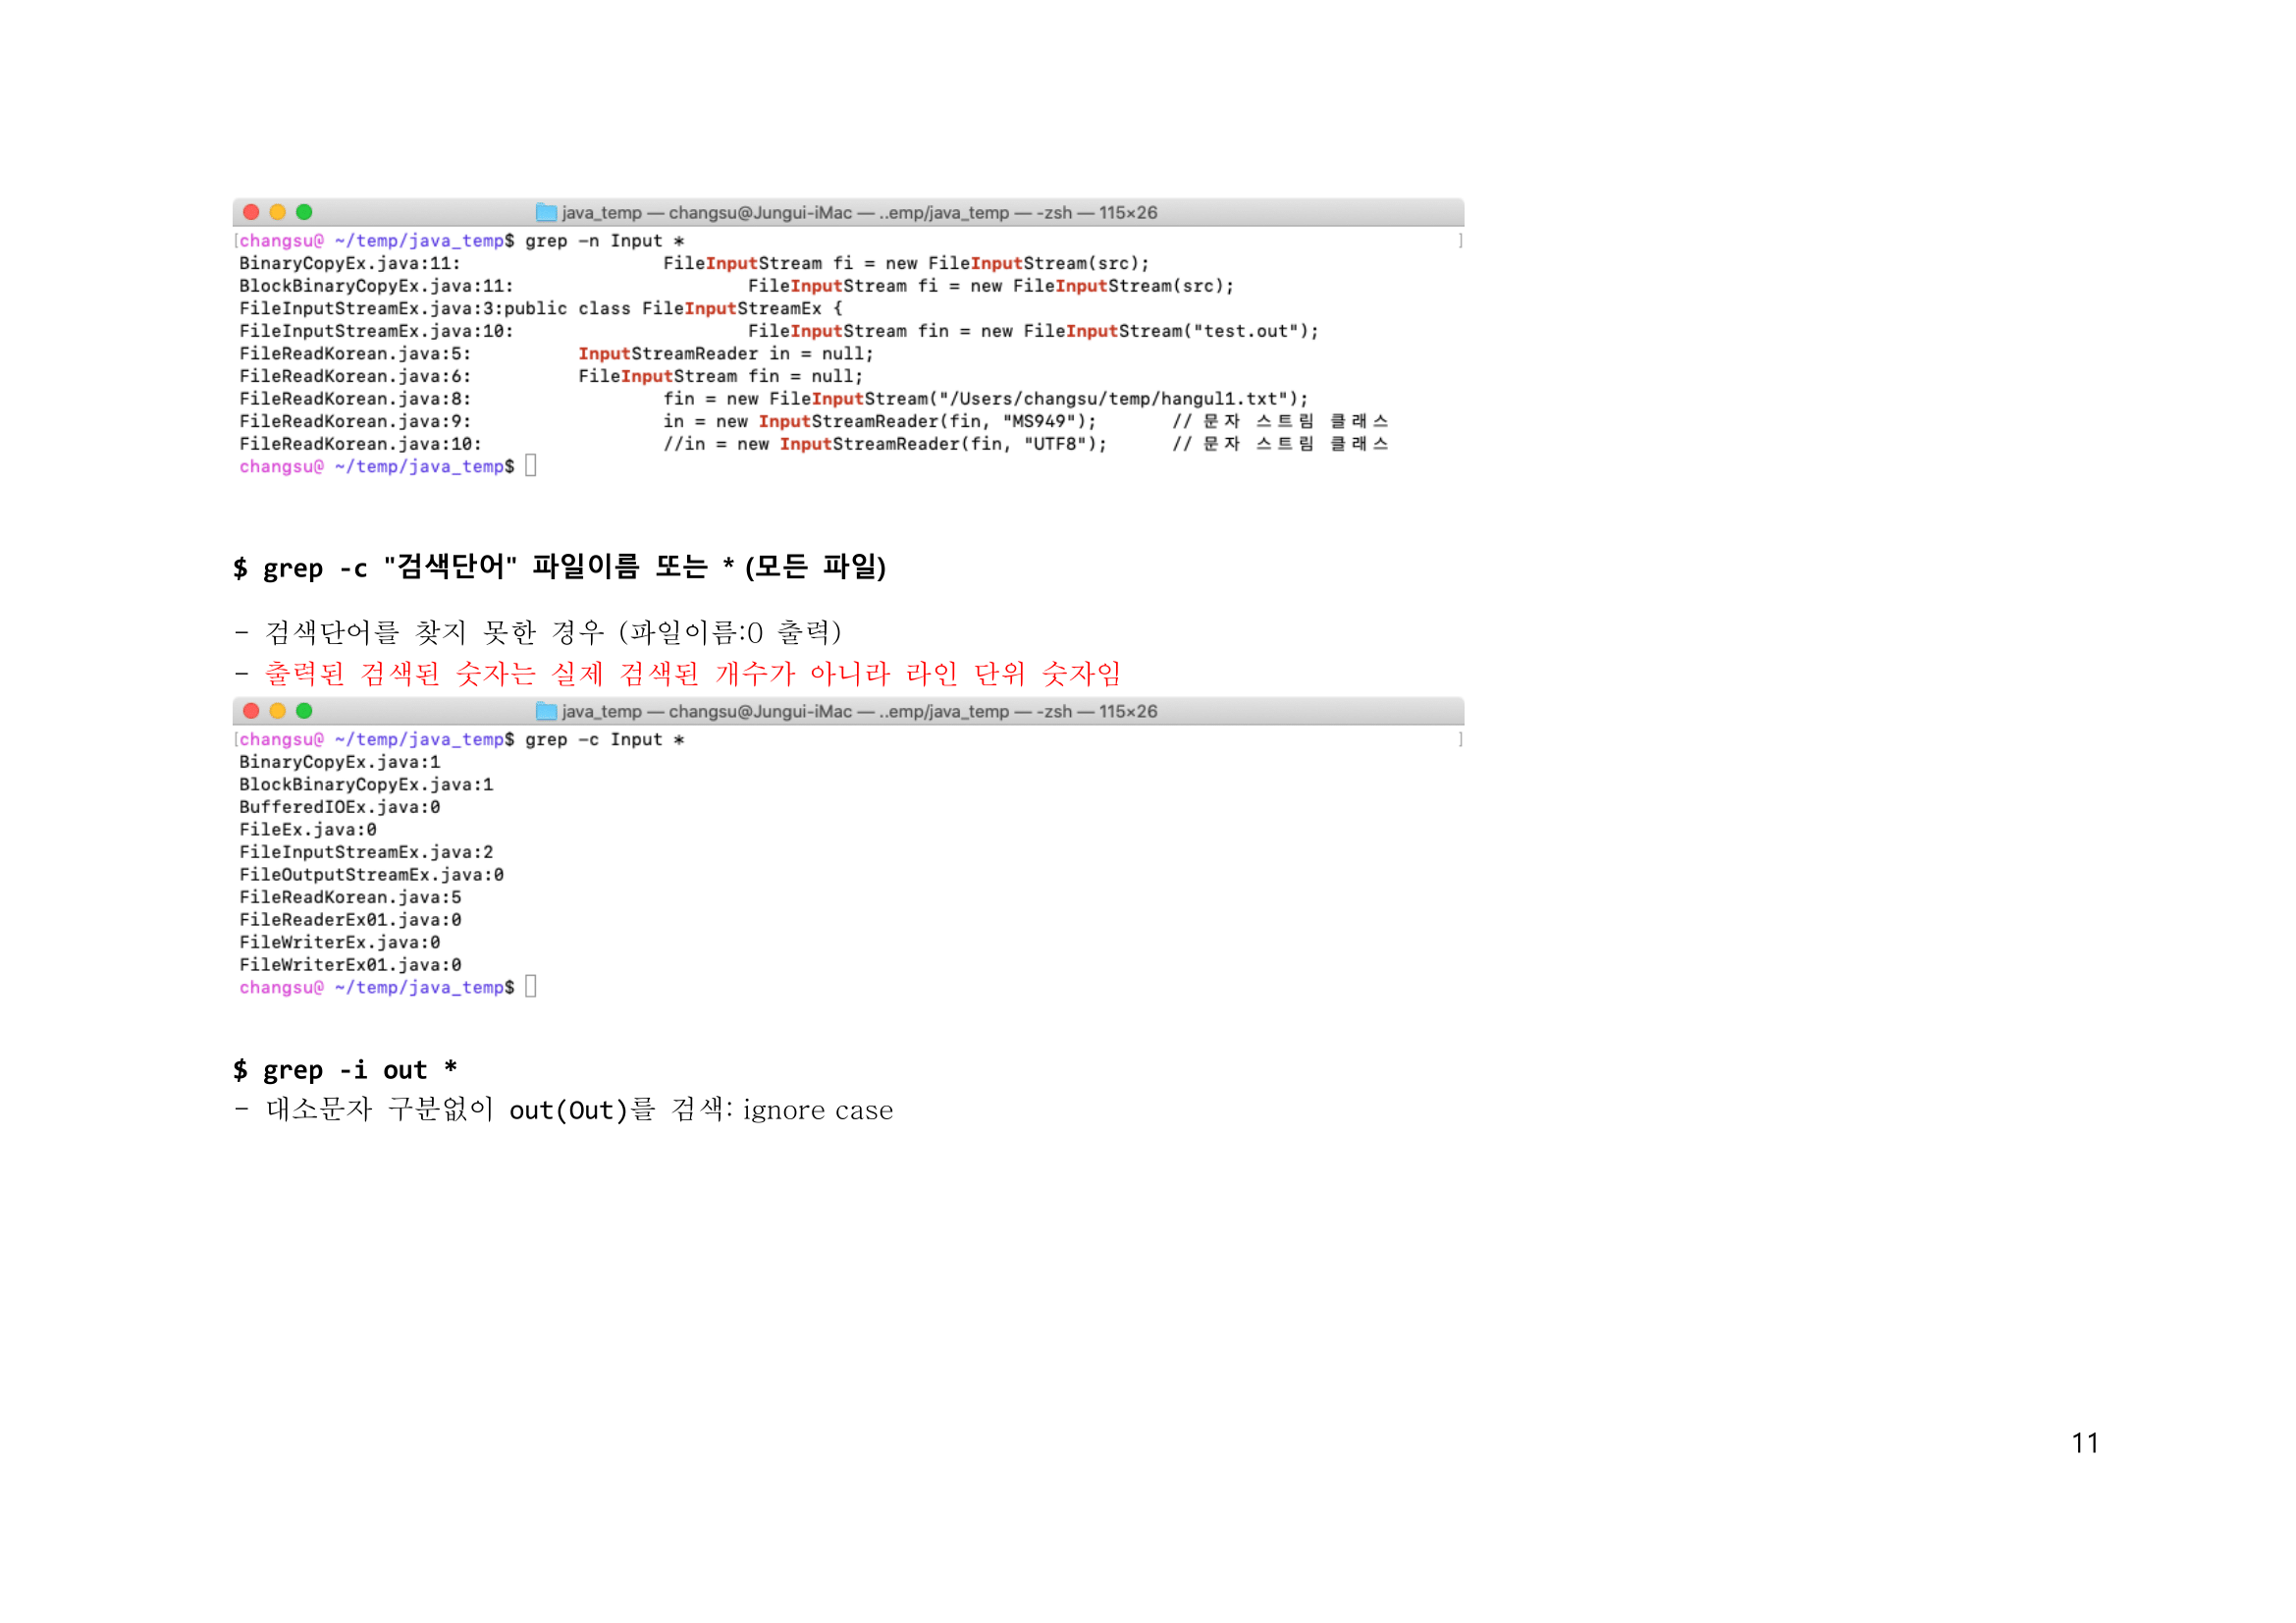 java_temp — changsu@Jungui-iMac — ..emp/java_temp — -zsh — 115×26
[changsu@ ~/temp/java_temp$ grep -n Input * ]
BinaryCopyEx.java:11:                FileInputStream fi = new FileInputStream(src);
BlockBinaryCopyEx.java:11:                FileInputStream fi = new FileInputStream(src);
FileInputStreamEx.java:3:public class FileInputStreamEx {
FileInputStreamEx.java:10:                FileInputStream fin = new FileInputStream("test.out");
FileReadKorean.java:5:        InputStreamReader in = null;
FileReadKorean.java:6:        FileInputStream fin = null;
FileReadKorean.java:8:                fin = new FileInputStream("/Users/changsu/temp/hangul1.txt");
FileReadKorean.java:9:                in = new InputStreamReader(fin, "MS949");      // 문자 스트림 클래스
FileReadKorean.java:10:                //in = new InputStreamReader(fin, "UTF8");      // 문자 스트림 클래스
changsu@ ~/temp/java_temp$
$ grep -c "검색단어" 파일이름 또는 * (모든 파일)
- 검색단어를 찾지 못한 경우 (파일이름:0 출력)
- 출력된 검색된 숫자는 실제 검색된 개수가 아니라 라인 단위 숫자임
java_temp — changsu@Jungui-iMac — ..emp/java_temp — -zsh — 115×26
[changsu@ ~/temp/java_temp$ grep -c Input * ]
BinaryCopyEx.java:1
BlockBinaryCopyEx.java:1
BufferedIOEx.java:0
FileEx.java:0
FileInputStreamEx.java:2
FileOutputStreamEx.java:0
FileReadKorean.java:5
FileReaderEx01.java:0
FileWriterEx.java:0
FileWriterEx01.java:0
changsu@ ~/temp/java_temp$
$ grep -i out *
- 대소문자 구분없이 out(Out)를 검색: ignore case
11